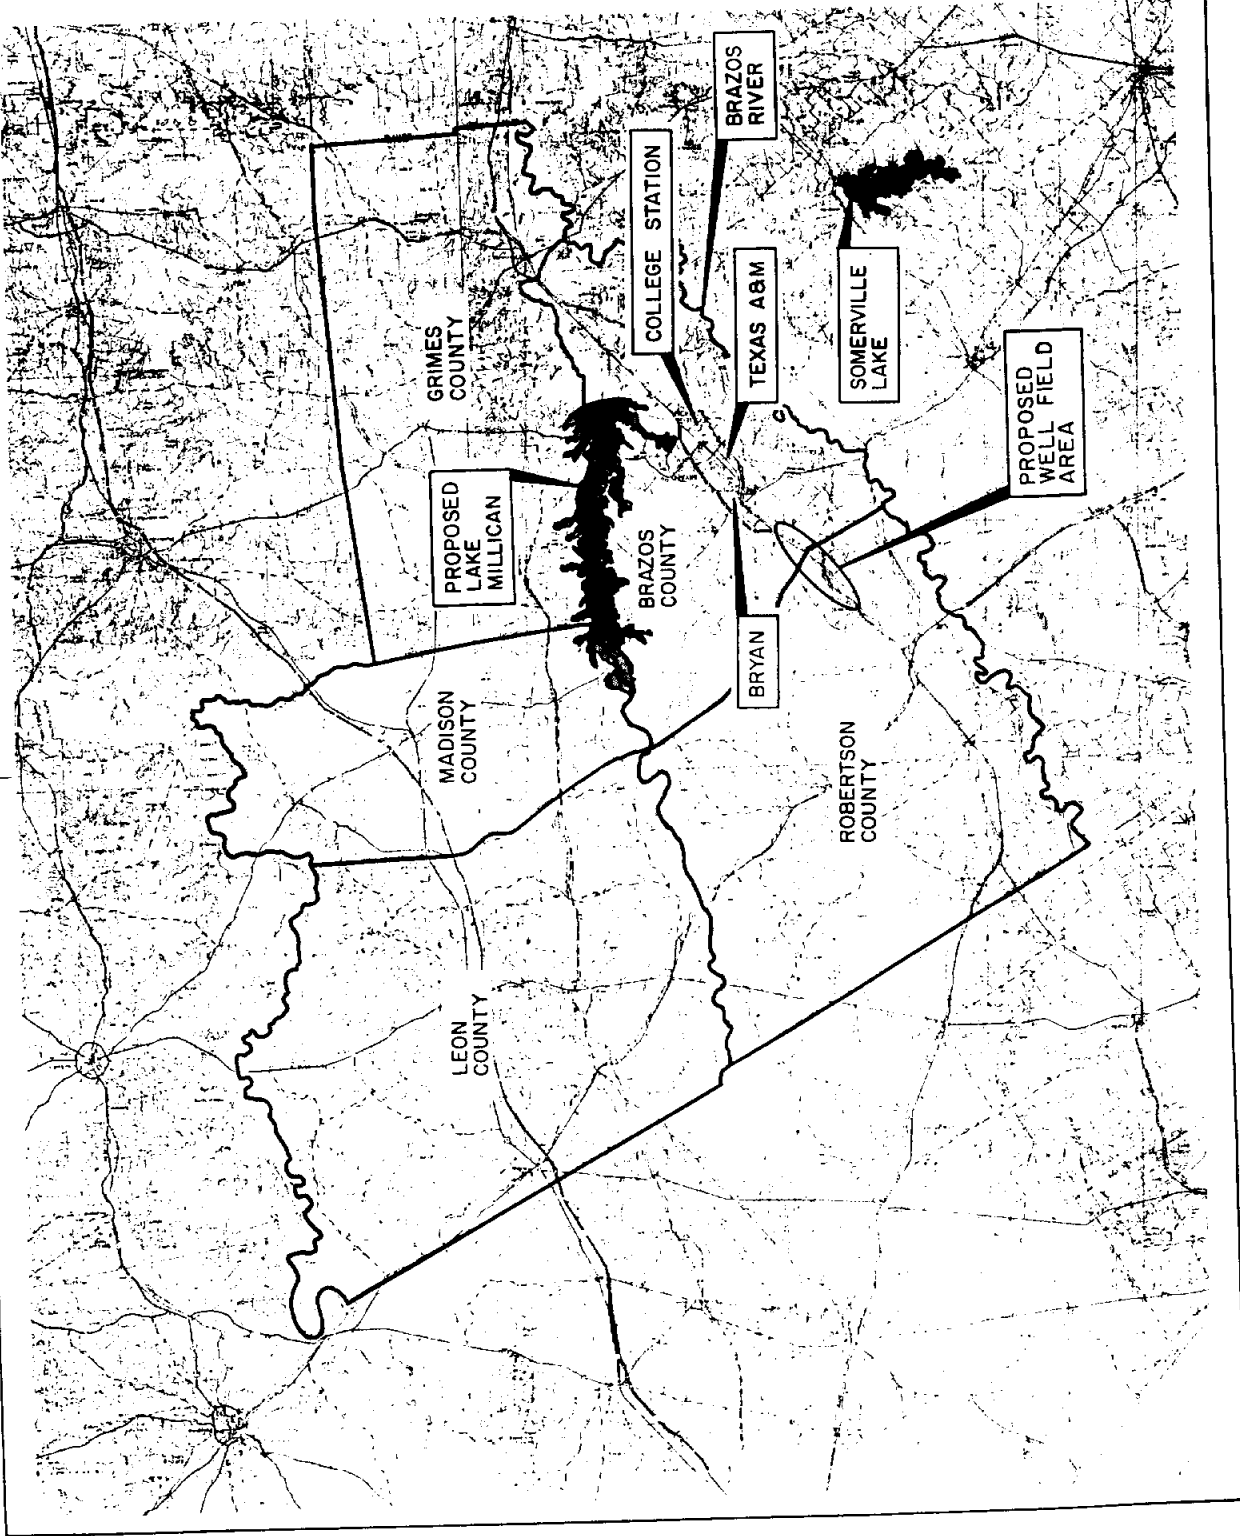 LEON
COUNTY
MADISON
COUNTY
GRIMES
COUNTY
PROPOSED
LAKE
MILLICAN
BRAZOS
COUNTY
COLLEGE STATION
BRAZOS
RIVER
BRYAN
TEXAS A&M
ROBERTSON
COUNTY
SOMERVILLE
LAKE
PROPOSED
WELL FIELD
AREA